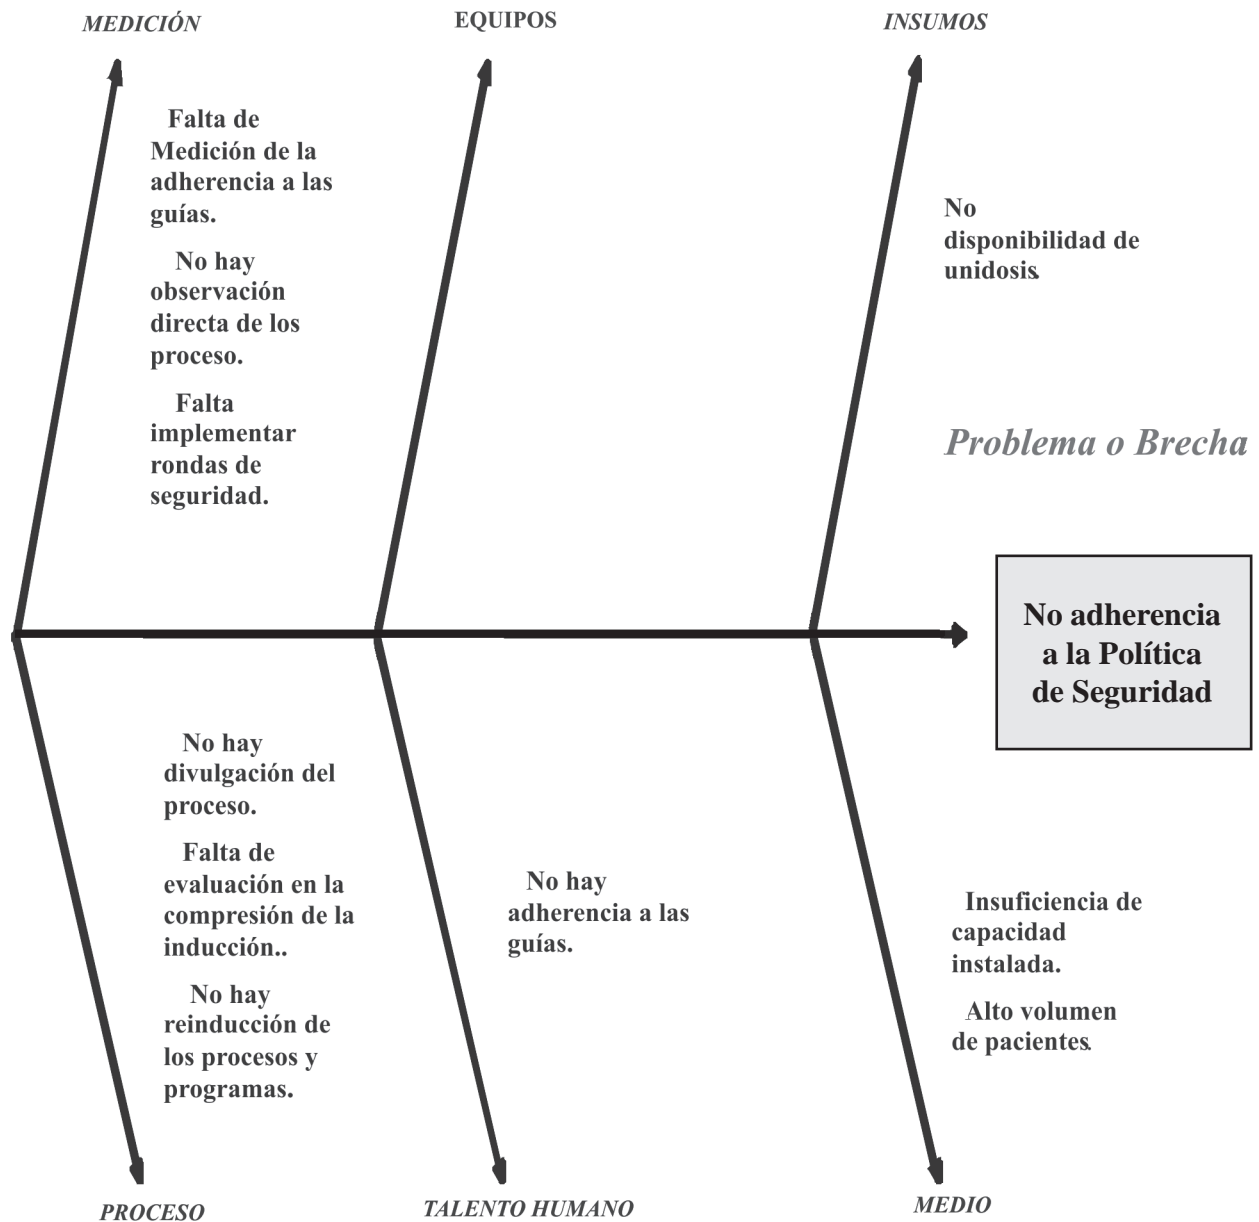 MEDICIÓN
EQUIPOS
INSUMOS
Falta de
Medición de la
adherencia a las
guías.
No hay
observación
directa de los
proceso.
Falta
implementar
rondas de
seguridad.
No
disponibilidad de
unidosis.
Problema o Brecha
No adherencia
a la Política
de Seguridad
No hay
divulgación del
proceso.
Falta de
evaluación en la
compresión de la
inducción..
No hay
reinducción de
los procesos y
programas.
No hay
adherencia a las
guías.
Insuficiencia de
capacidad
instalada.
Alto volumen
de pacientes.
PROCESO
TALENTO HUMANO
MEDIO